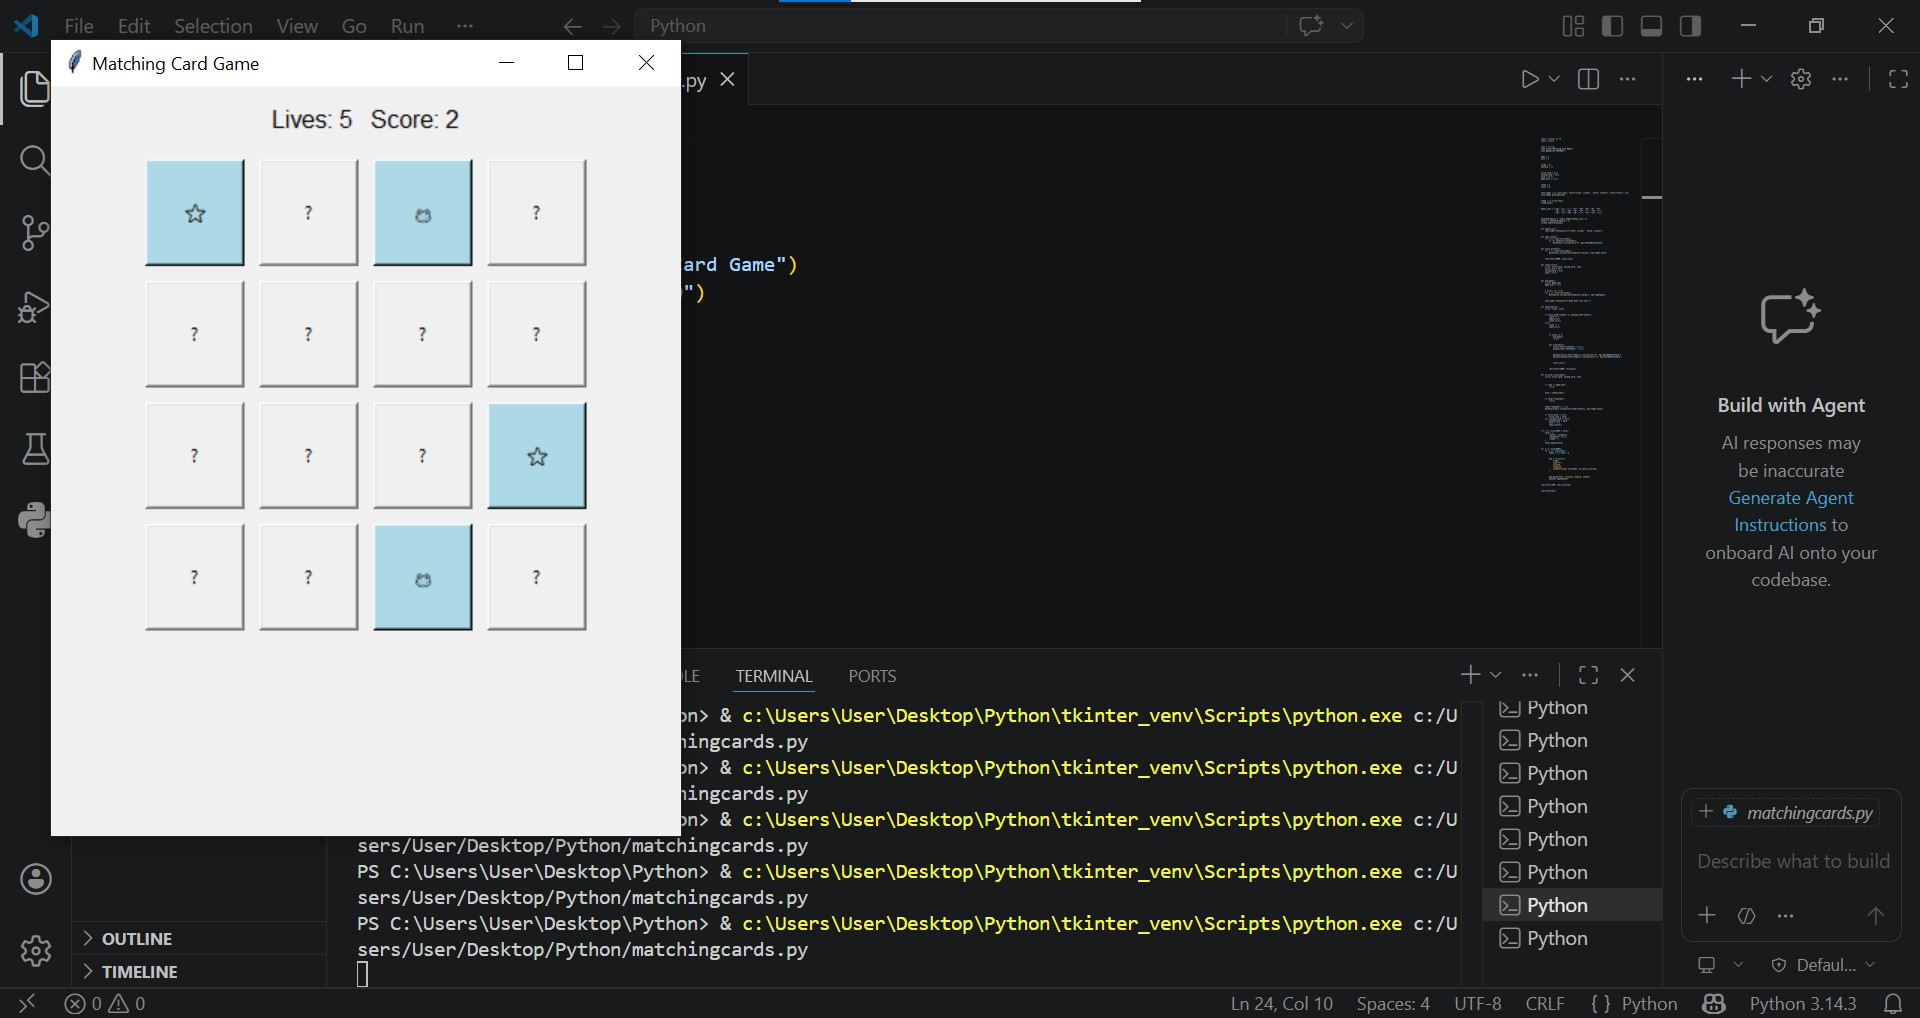 File Edit Selection View Go Run ···
Python
Matching Card Game
.py
Lives: 5 Score: 2
☆ ? 🐸 ?
? ? ? ?
? ? ? ☆
? ? 🐸 ?
ard Game")
")
Build with Agent
AI responses may
be inaccurate
Generate Agent
Instructions to
onboard AI onto your
codebase.
TERMINAL PORTS
on> & c:\Users\User\Desktop\Python\tkinter_venv\Scripts\python.exe c:/U
ingcards.py
on> & c:\Users\User\Desktop\Python\tkinter_venv\Scripts\python.exe c:/U
ingcards.py
on> & c:\Users\User\Desktop\Python\tkinter_venv\Scripts\python.exe c:/U
sers/User/Desktop/Python/matchingcards.py
PS C:\Users\User\Desktop\Python> & c:\Users\User\Desktop\Python\tkinter_venv\Scripts\python.exe c:/U
sers/User/Desktop/Python/matchingcards.py
PS C:\Users\User\Desktop\Python> & c:\Users\User\Desktop\Python\tkinter_venv\Scripts\python.exe c:/U
sers/User/Desktop/Python/matchingcards.py
Python
Python
Python
Python
Python
Python
Python
Python
matchingcards.py
Describe what to build
Defaul...
OUTLINE
TIMELINE
0 0
Ln 24, Col 10 Spaces: 4 UTF-8 CRLF { } Python Python 3.14.3